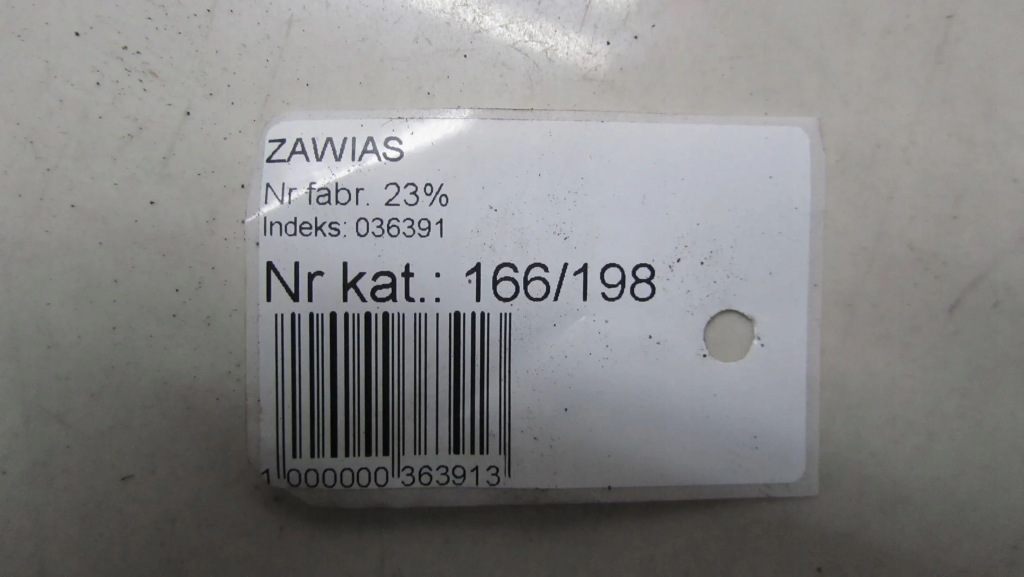 ZAWIAS
Nr fabr. 23%
Indeks: 036391
Nr kat.: 166/198
1 000000 363913